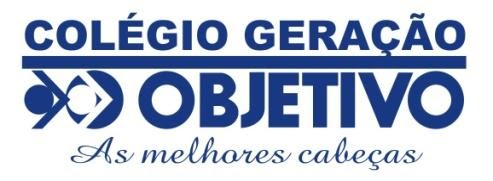 COLÉGIO GERAÇÃO
OBJETIVO
As melhores cabeças